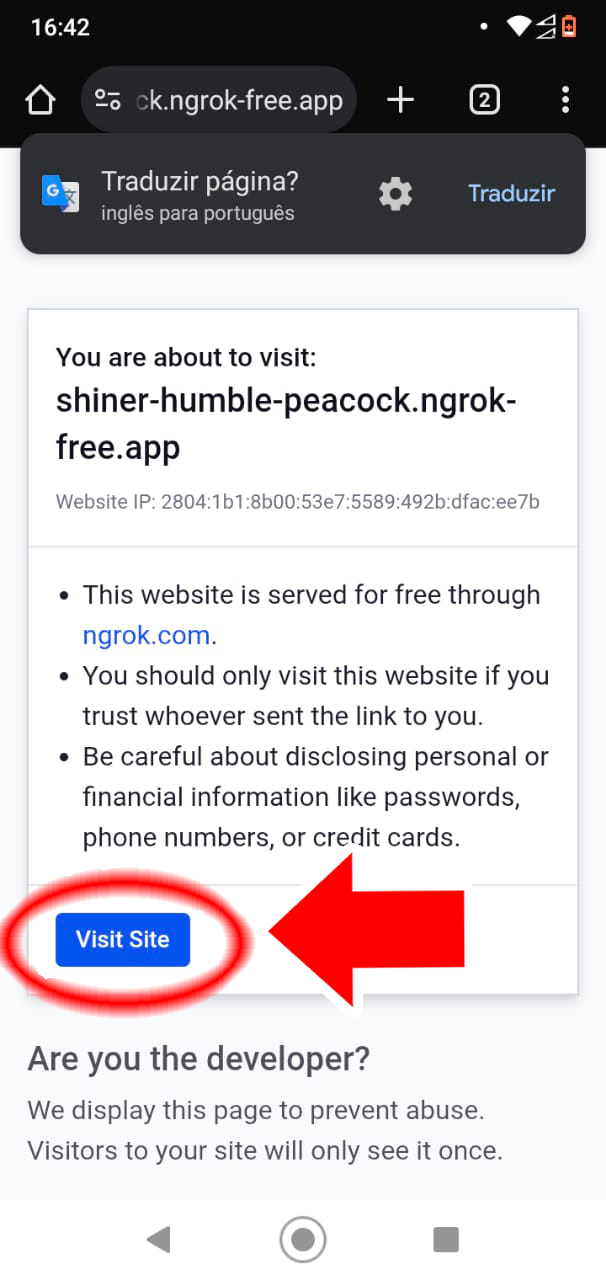 16:42
ck.ngrok-free.app
2
Traduzir página?
inglês para português
Traduzir
You are about to visit:
shiner-humble-peacock.ngrok-
free.app
Website IP: 2804:1b1:8b00:53e7:5589:492b:dfac:ee7b
This website is served for free through
ngrok.com.
You should only visit this website if you
trust whoever sent the link to you.
Be careful about disclosing personal or
financial information like passwords,
phone numbers, or credit cards.
Visit Site
Are you the developer?
We display this page to prevent abuse.
Visitors to your site will only see it once.